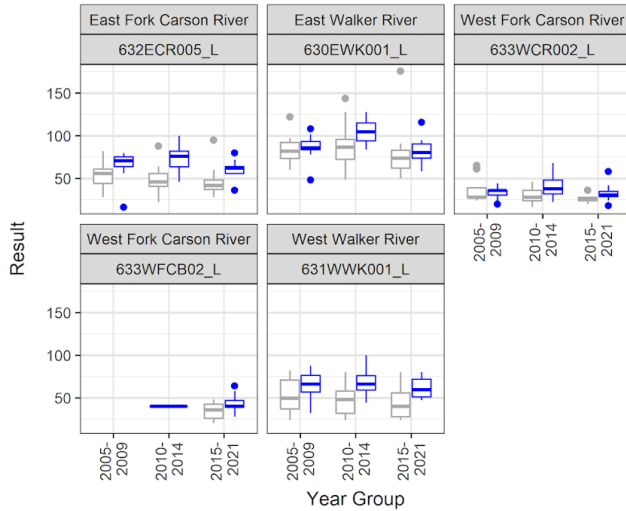 East Fork Carson River
East Walker River
West Fork Carson River
632ECR005_L
630EWK001_L
633WCR002_L
150
100
50
2005-
2009
2010-
2014
2015-
2021
West Fork Carson River
West Walker River
633WFCB02_L
631WWK001_L
150
100
50
2005-
2009
2010-
2014
2015-
2021
2005-
2009
2010-
2014
2015-
2021
Result
Year Group